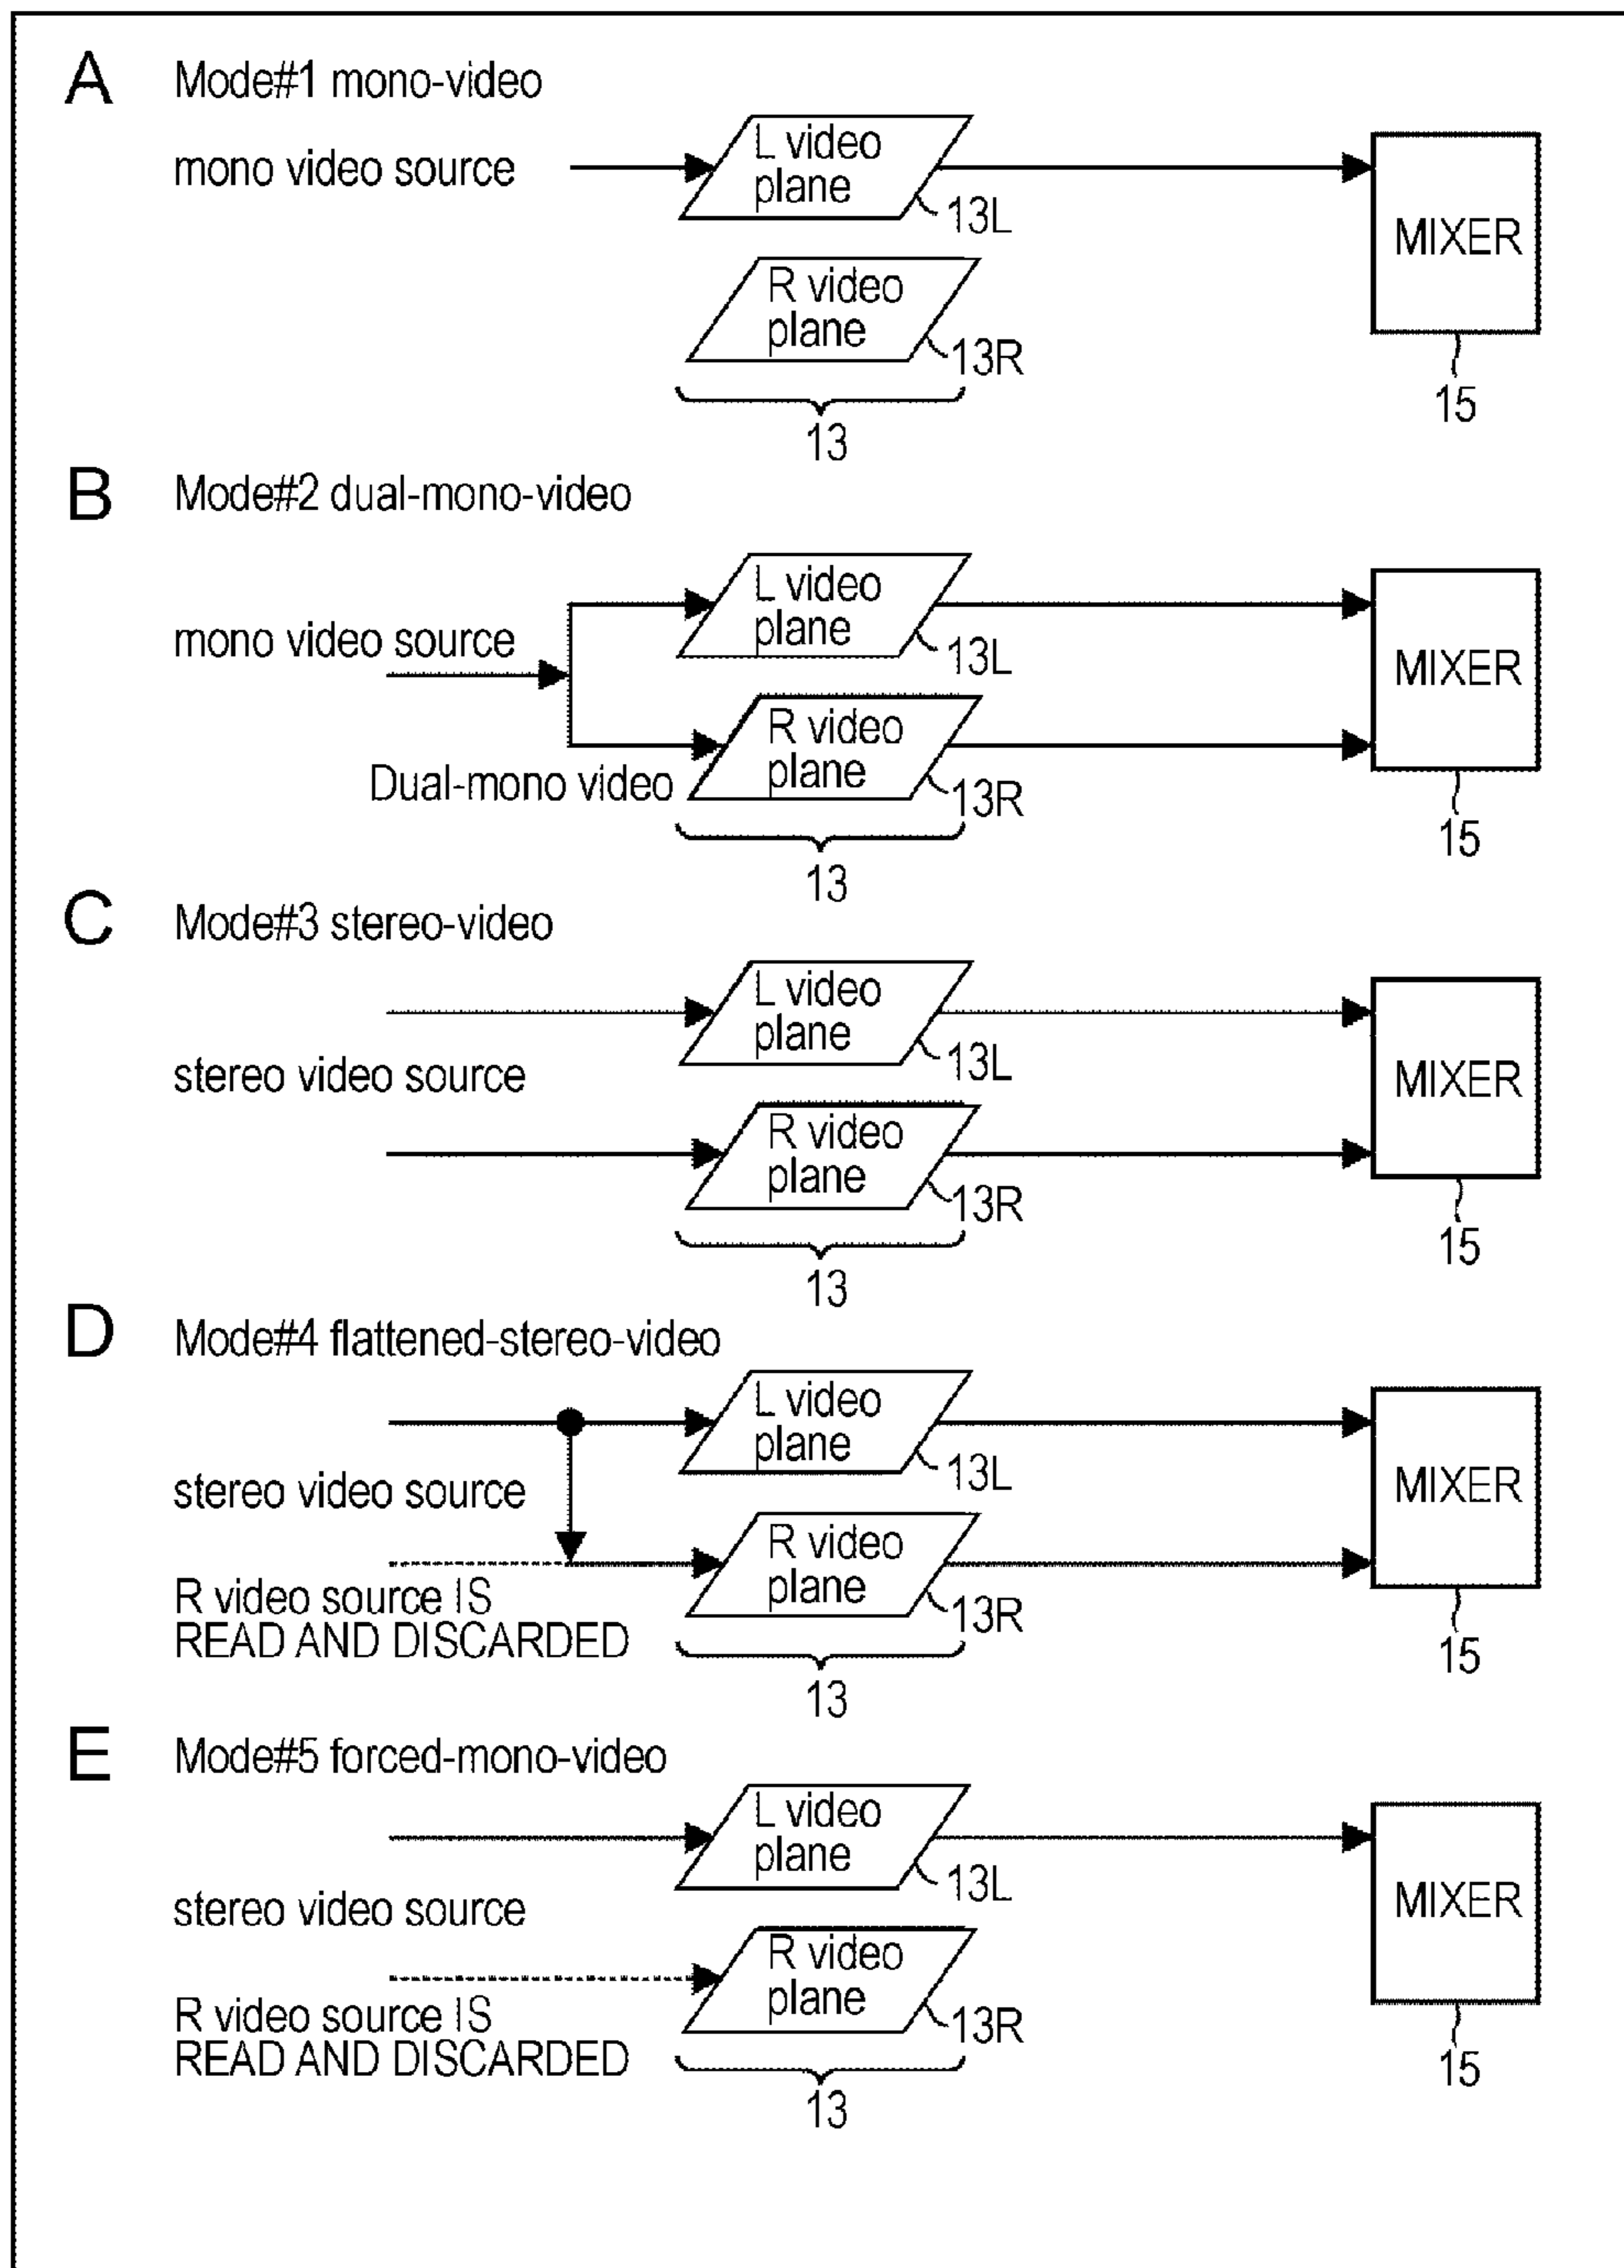 A Mode#1 mono-video
mono video source
L video
plane
13L
R video
plane
13R
13
MIXER
15
B Mode#2 dual-mono-video
mono video source
Dual-mono video
L video
plane
13L
R video
plane
13R
13
MIXER
15
C Mode#3 stereo-video
stereo video source
L video
plane
13L
R video
plane
13R
13
MIXER
15
D Mode#4 flattened-stereo-video
stereo video source
R video source IS
READ AND DISCARDED
L video
plane
13L
R video
plane
13R
13
MIXER
15
E Mode#5 forced-mono-video
stereo video source
R video source IS
READ AND DISCARDED
L video
plane
13L
R video
plane
13R
13
MIXER
15